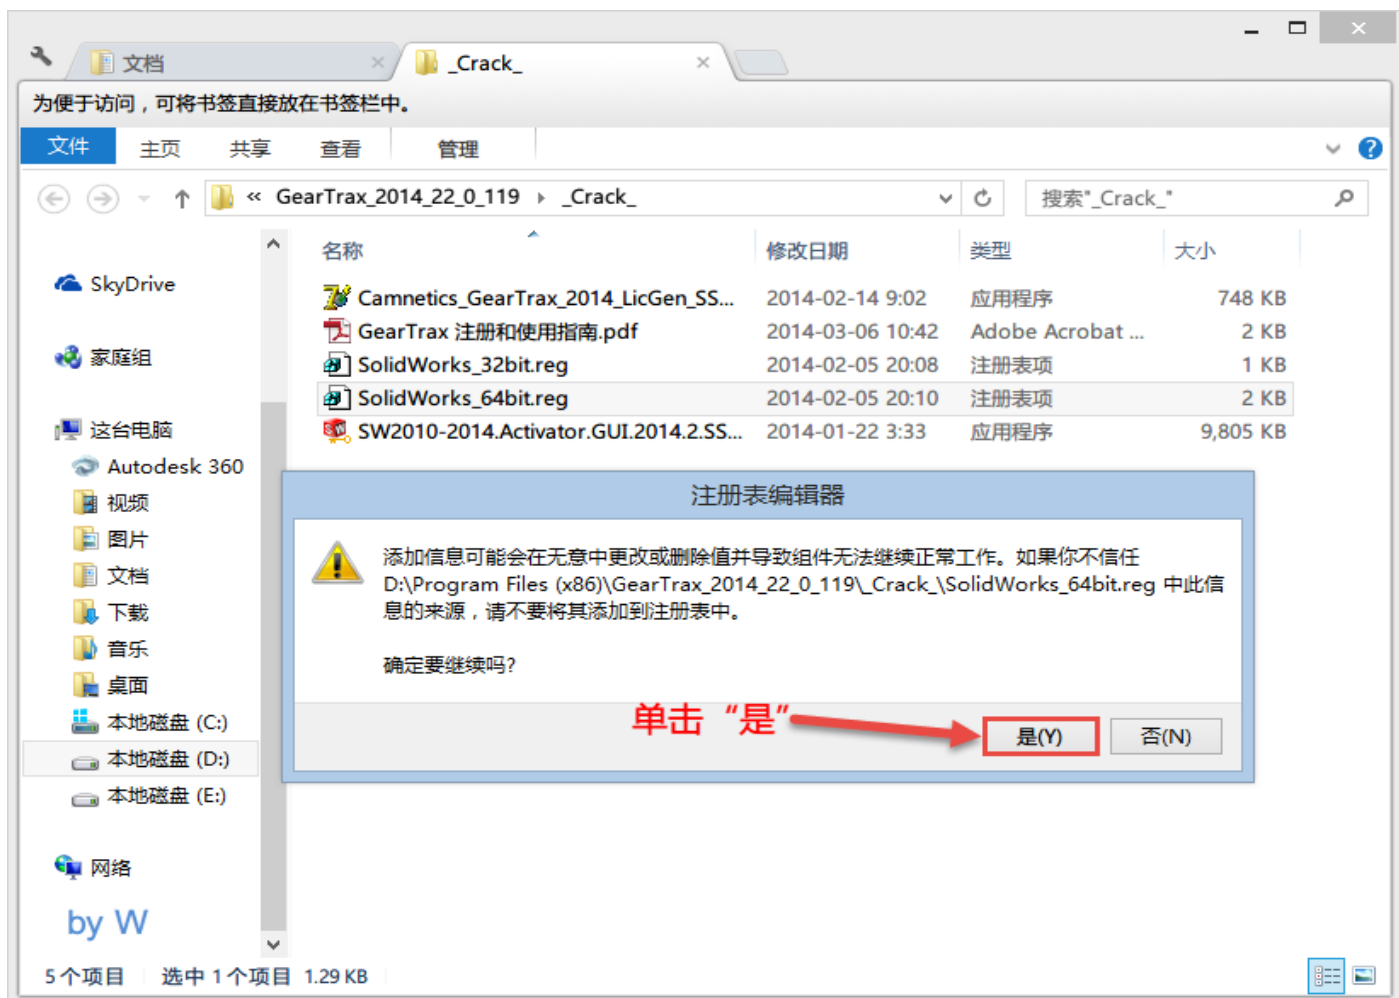 文档
_Crack_
为便于访问，可将书签直接放在书签栏中。
文件 主页 共享 查看 管理
« GearTrax_2014_22_0_119 _Crack_
搜索"_Crack_"
名称 修改日期 类型 大小
Camnetics_GearTrax_2014_LicGen_SS... 2014-02-14 9:02 应用程序 748 KB
GearTrax 注册和使用指南.pdf 2014-03-06 10:42 Adobe Acrobat ... 2 KB
SolidWorks_32bit.reg 2014-02-05 20:08 注册表项 1 KB
SolidWorks_64bit.reg 2014-02-05 20:10 注册表项 2 KB
SW2010-2014.Activator.GUI.2014.2.SS... 2014-01-22 3:33 应用程序 9,805 KB
SkyDrive
家庭组
这台电脑
Autodesk 360
视频
图片
文档
下载
音乐
桌面
本地磁盘 (C:)
本地磁盘 (D:)
本地磁盘 (E:)
网络
by W
注册表编辑器
添加信息可能会在无意中更改或删除值并导致组件无法继续正常工作。如果你不信任
D:\Program Files (x86)\GearTrax_2014_22_0_119\_Crack_\SolidWorks_64bit.reg 中此信
息的来源，请不要将其添加到注册表中。
确定要继续吗?
单击 “是”
是(Y) 否(N)
5 个项目 选中 1 个项目 1.29 KB